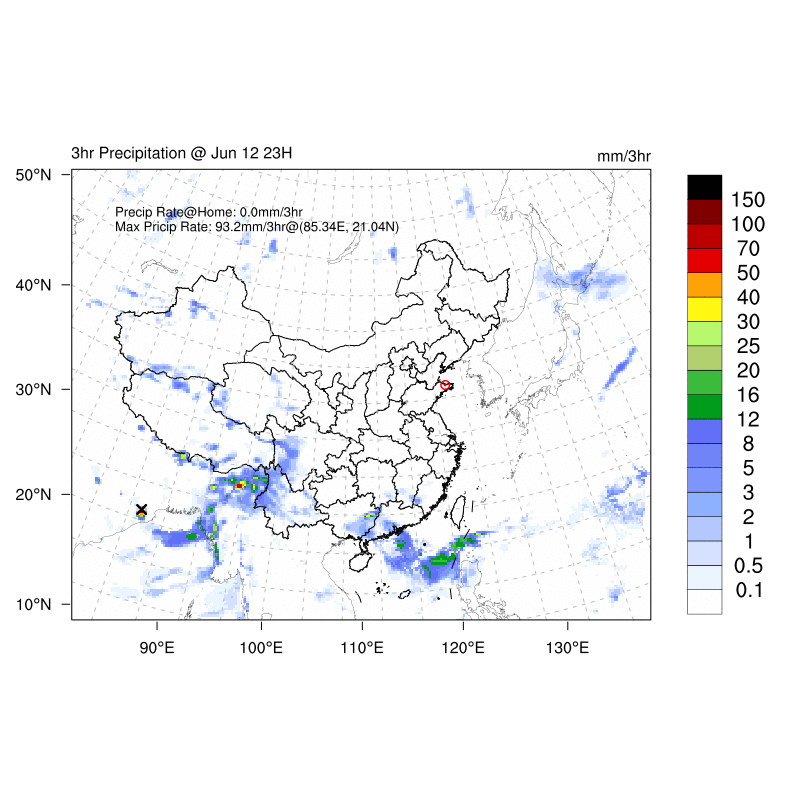 3hr Precipitation @ Jun 12 23H
mm/3hr
Precip Rate@Home: 0.0mm/3hr
Max Pricip Rate: 93.2mm/3hr@(85.34E, 21.04N)
50°N
40°N
30°N
20°N
10°N
90°E
100°E
110°E
120°E
130°E
150
100
70
50
40
30
25
20
16
12
8
5
3
2
1
0.5
0.1